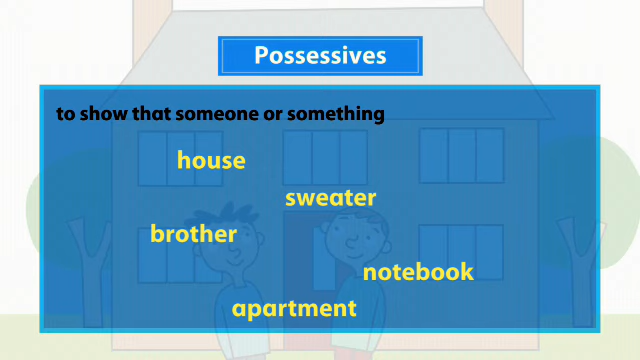 Possessives
to show that someone or something
house
sweater
brother
notebook
apartment